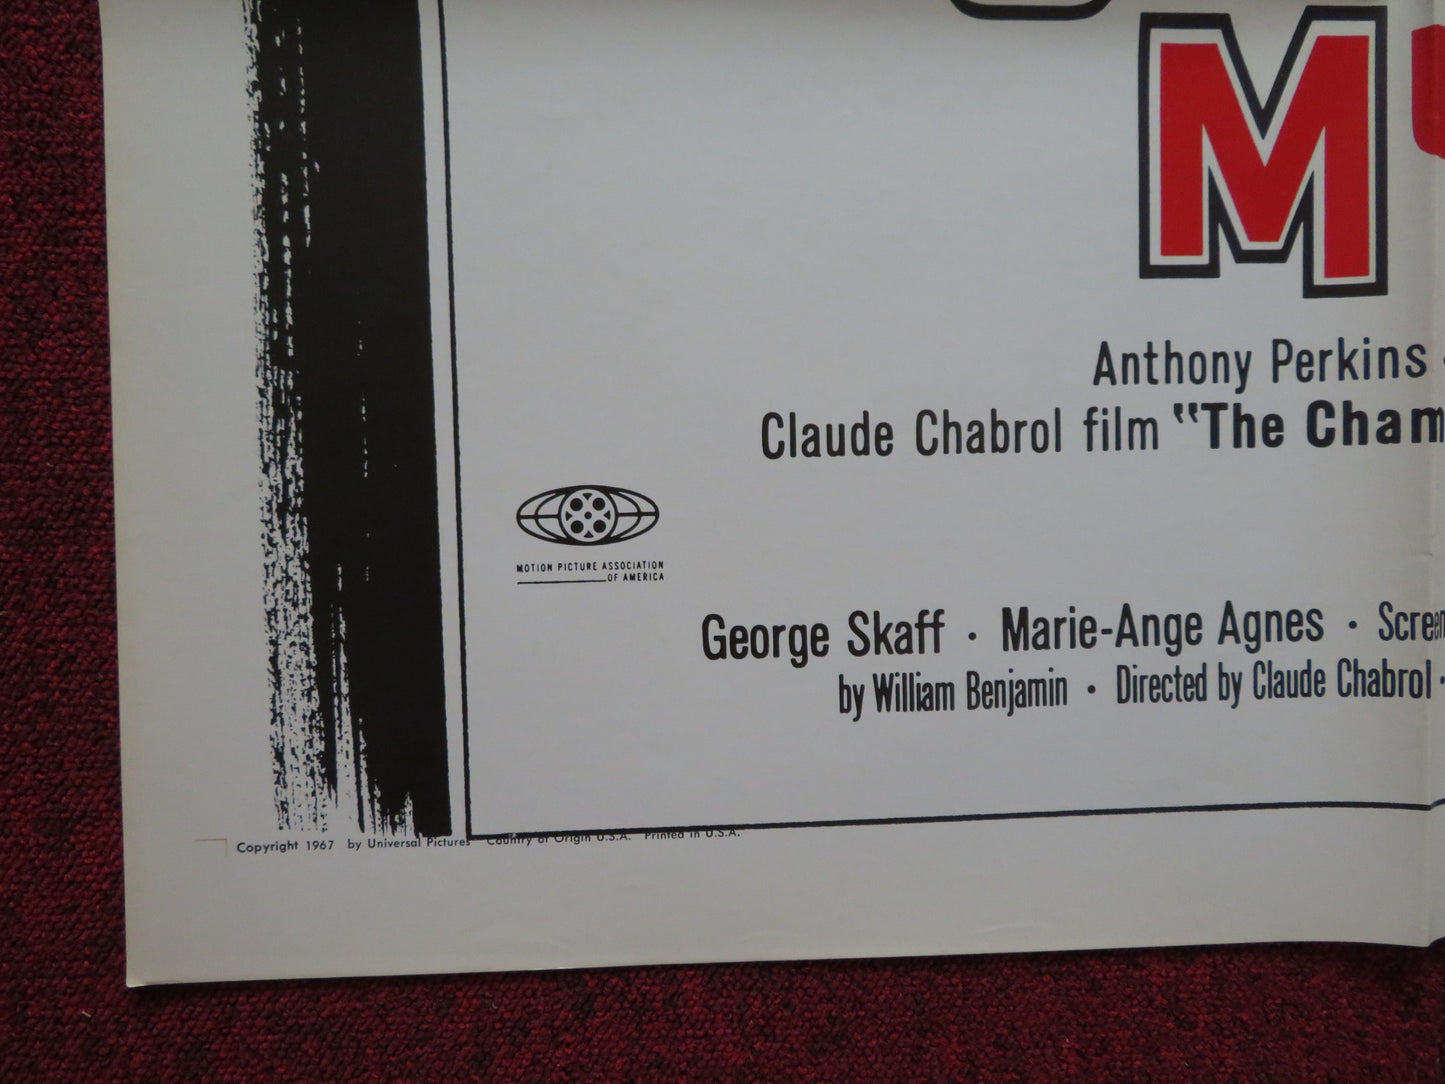 M
Anthony Perkins
Claude Chabrol film "The Cham
MOTION PICTURE ASSOCIATION
OF AMERICA
George Skaff · Marie-Ange Agnes · Screen
by William Benjamin · Directed by Claude Chabrol ·
Copyright 1967 by Universal Pictures Country of Origin U.S.A. Printed in U.S.A.